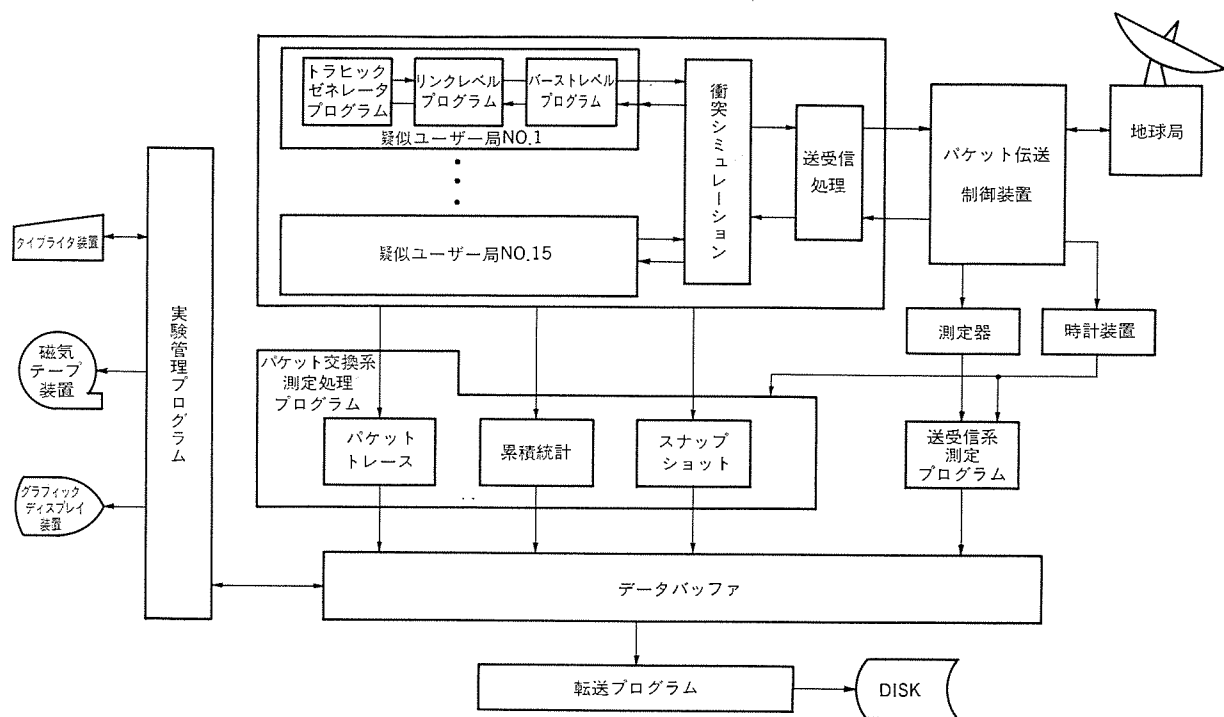 トラヒック
ゼネレータ
プログラム
リンクレベル
プログラム
バーストレベル
プログラム
疑似ユーザー局NO.1
疑似ユーザー局NO.15
衝突シミュレーション
送受信
処理
パケット伝送
制御装置
地球局
タイプライタ装置
磁気
テープ
装置
グラフィック
ディスプレイ
装置
実験管理プログラム
測定器
時計装置
パケット交換系
測定処理
プログラム
パケット
トレース
累積統計
スナップ
ショット
送受信系
測定
プログラム
データバッファ
転送プログラム
DISK